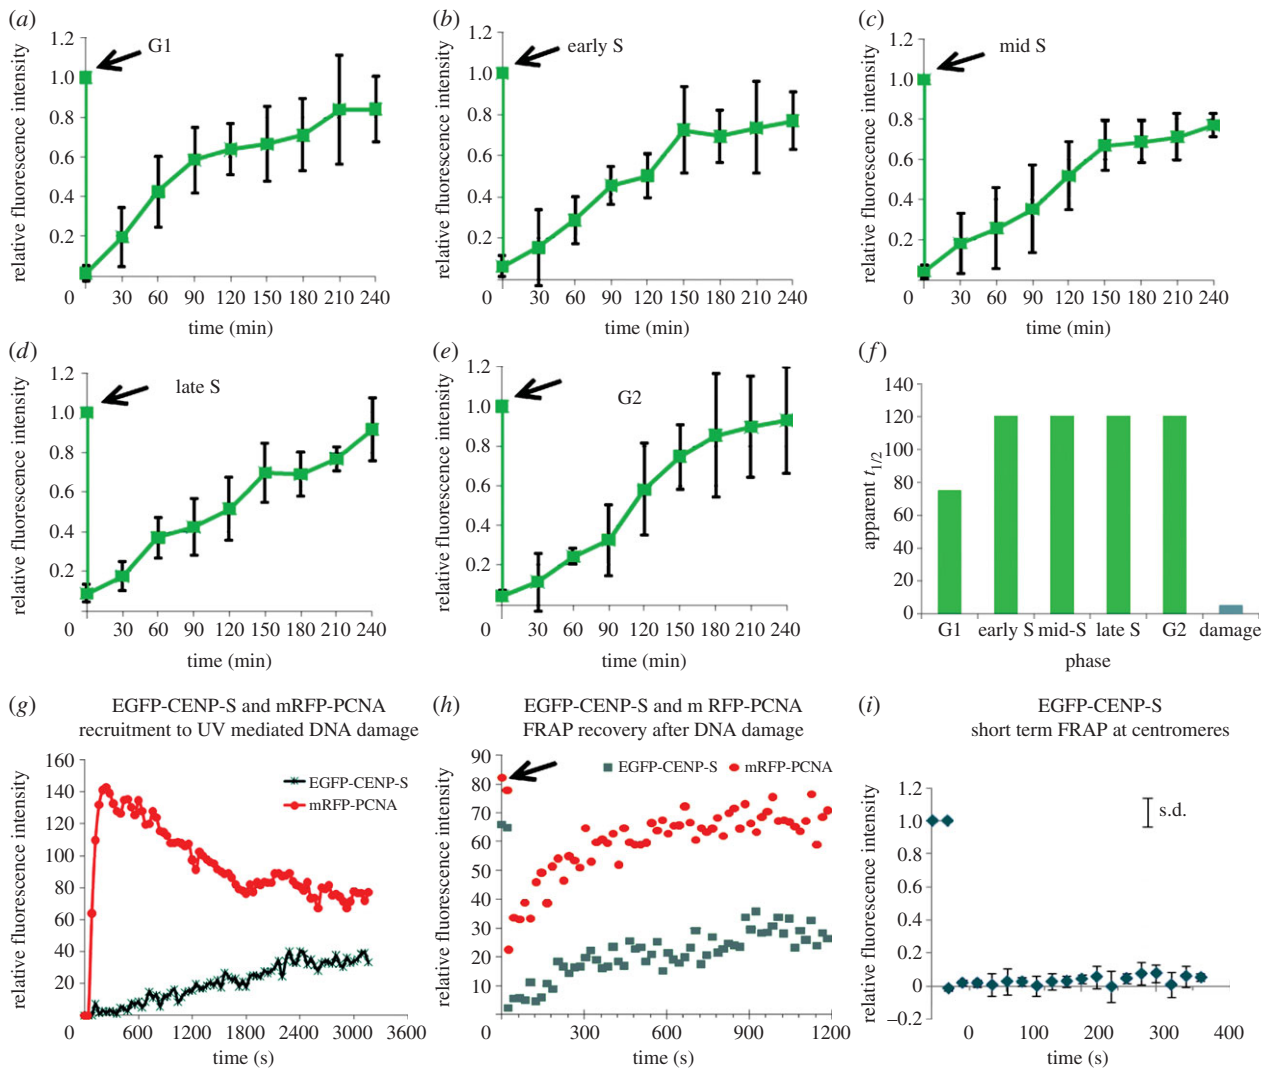 (a)
G1
relative fluorescence intensity
1.2
1.0
0.8
0.6
0.4
0.2
0
30 60 90 120 150 180 210 240
time (min)
(b)
early S
relative fluorescence intensity
1.2
1.0
0.8
0.6
0.4
0.2
0
30 60 90 120 150 180 210 240
time (min)
(c)
mid S
relative fluorescence intensity
1.2
1.0
0.8
0.6
0.4
0.2
0
30 60 90 120 150 180 210 240
time (min)
(d)
late S
relative fluorescence intensity
1.2
1.0
0.8
0.6
0.4
0.2
0
30 60 90 120 150 180 210 240
time (min)
(e)
G2
relative fluorescence intensity
1.2
1.0
0.8
0.6
0.4
0.2
0
30 60 90 120 150 180 210 240
time (min)
(f)
apparent t1/2
140
120
100
80
60
40
20
0
G1 early S mid-S late S G2 damage
phase
(g)
EGFP-CENP-S and mRFP-PCNA
recruitment to UV mediated DNA damage
EGFP-CENP-S
mRFP-PCNA
relative fluorescence intensity
160
140
120
100
80
60
40
20
0
600 1200 1800 2400 3000 3600
time (s)
(h)
EGFP-CENP-S and m RFP-PCNA
FRAP recovery after DNA damage
EGFP-CENP-S mRFP-PCNA
relative fluorescence intensity
90
80
70
60
50
40
30
20
10
0
300 600 900 1200
time (s)
(i)
EGFP-CENP-S
short term FRAP at centromeres
s.d.
relative fluorescence intensity
1.2
1.0
0.8
0.6
0.4
0.2
0
–0.2
0 100 200 300 400
time (s)